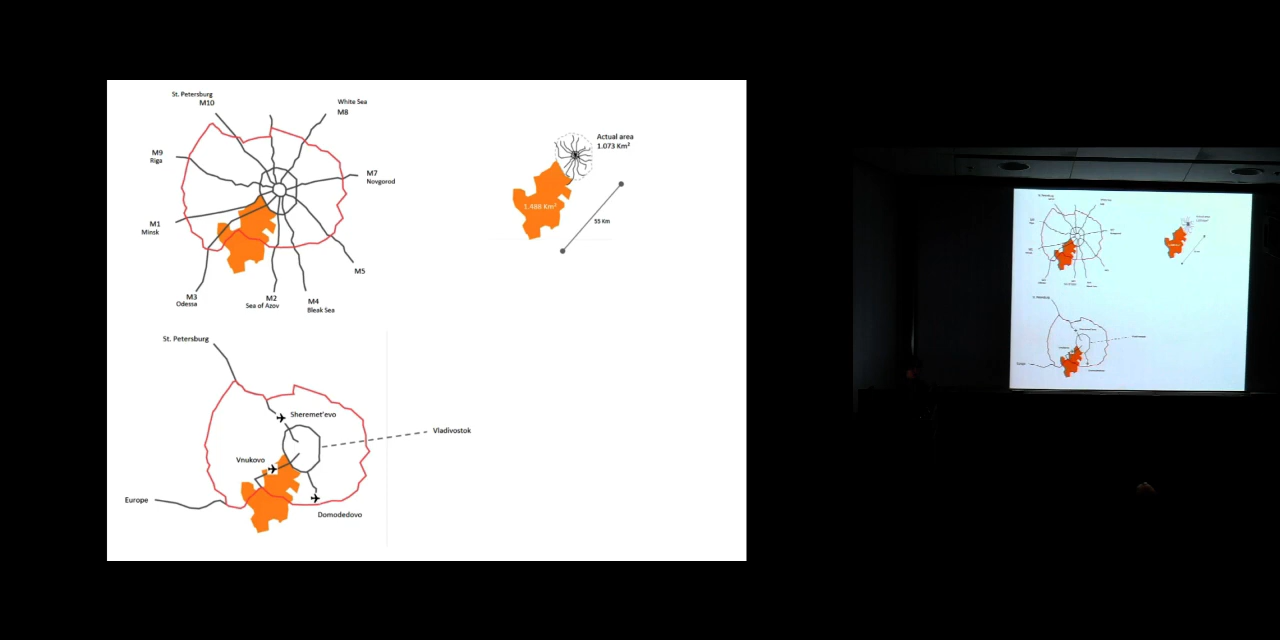 St. Petersburg
M10
White Sea
M8
M9
Riga
M7
Novgorod
M1
Minsk
M5
M3
Odessa
M2
Sea of Azov
M4
Bleak Sea
Actual area
1.073 Km²
1.488 Km²
55 Km
St. Petersburg
Sheremet'evo
Vladivostok
Vnukovo
Europe
Domodedovo